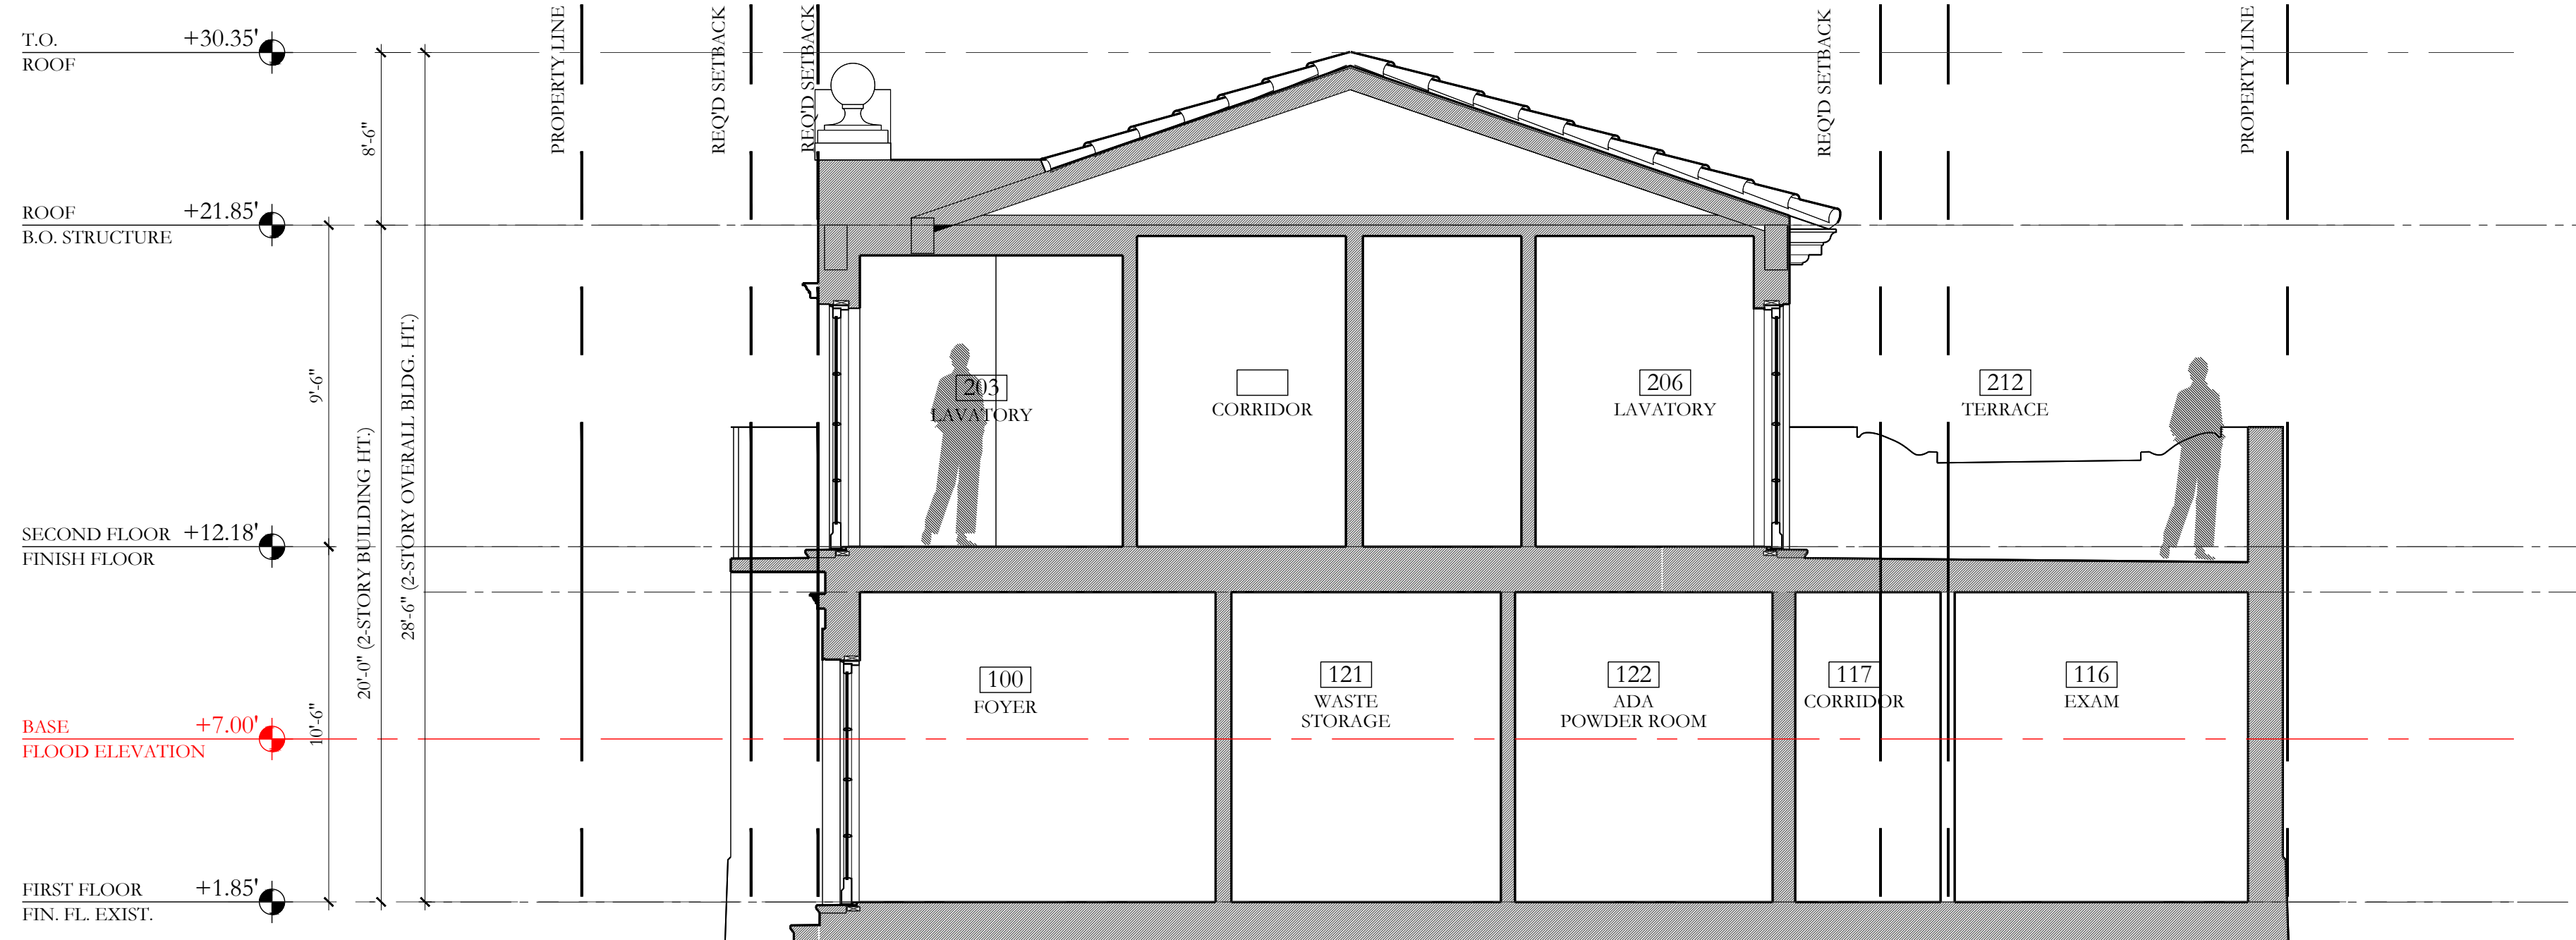 T.O. +30.35'
ROOF
ROOF +21.85'
B.O. STRUCTURE
SECOND FLOOR +12.18'
FINISH FLOOR
BASE +7.00'
FLOOD ELEVATION
FIRST FLOOR +1.85'
FIN. FL. EXIST.
8'-6"
9'-6"
10'-6"
20'-0" (2-STORY BUILDING HT.)
28'-6" (2-STORY OVERALL BLDG. HT.)
PROPERTY LINE
REQ'D SETBACK
REQ'D SETBACK
REQ'D SETBACK
PROPERTY LINE
203
LAVATORY
CORRIDOR
206
LAVATORY
212
TERRACE
100
FOYER
121
WASTE
STORAGE
122
ADA
POWDER ROOM
117
CORRIDOR
116
EXAM